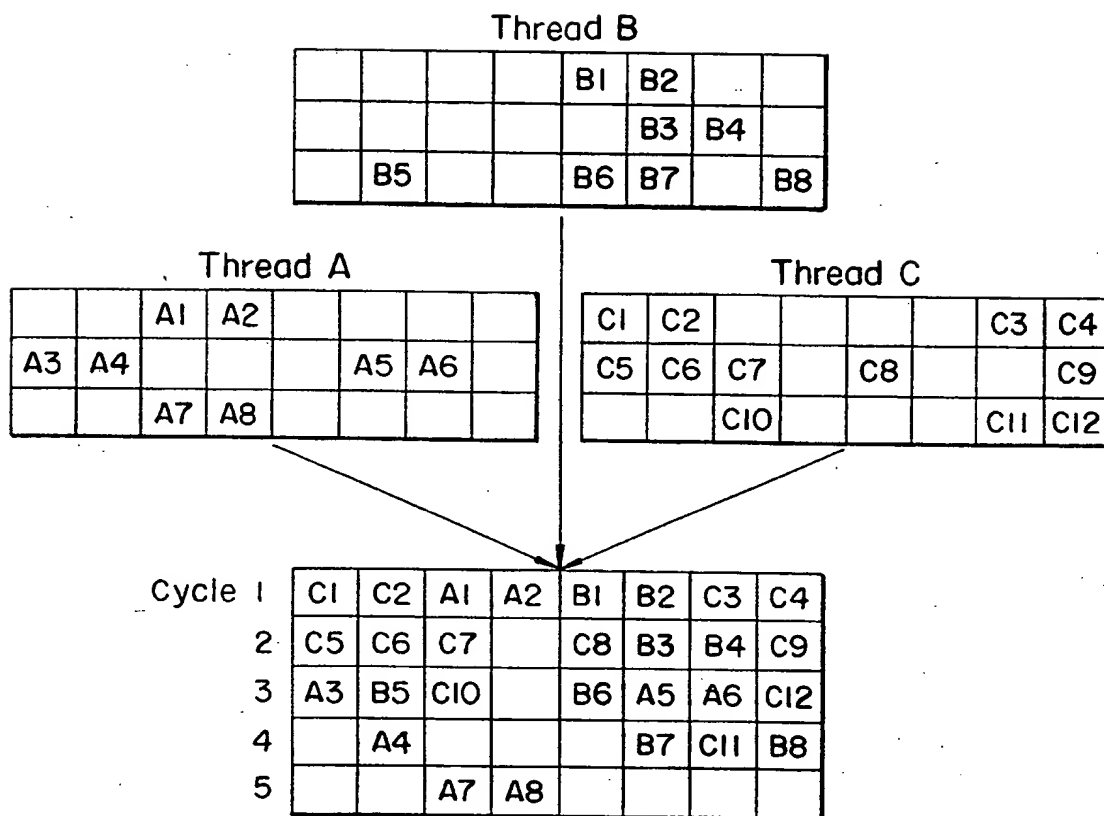 Thread B
B1 B2
B3 B4
B5 B6 B7 B8
Thread A
A1 A2
A3 A4 A5 A6
A7 A8
Thread C
C1 C2 C3 C4
C5 C6 C7 C8 C9
C10 C11 C12
Cycle 1 C1 C2 A1 A2 B1 B2 C3 C4
2 C5 C6 C7 C8 B3 B4 C9
3 A3 B5 C10 B6 A5 A6 C12
4 A4 B7 C11 B8
5 A7 A8